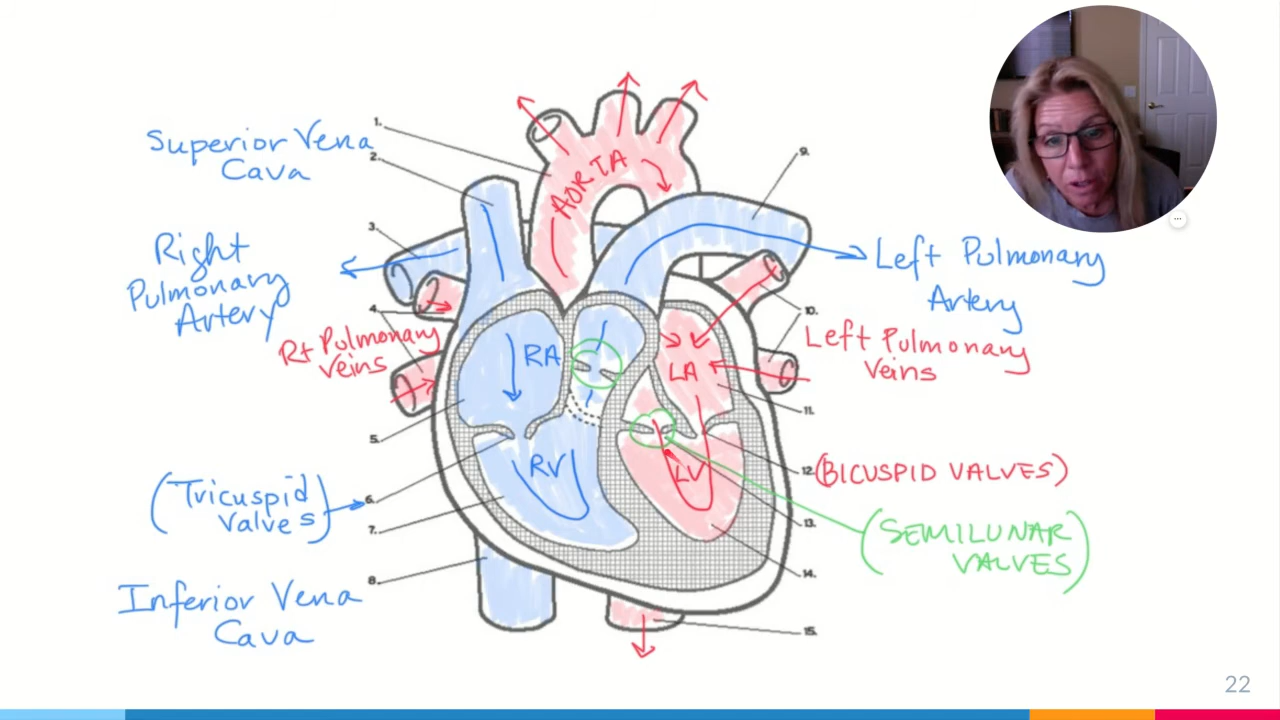 1.
Superior Vena
Cava
2.
AORTA
9.
3.
Right
Pulmonary
Artery
Left Pulmonary
Artery
4.
10.
Rt Pulmonary
veins
Left Pulmonary
Veins
RA
LA
11.
5.
RV
LV
12.
(BICUSPID VALVES)
(Tricuspid
valves)
6.
7.
13.
(SEMILUNAR
VALVES)
14.
8.
Inferior Vena
Cava
15.
22